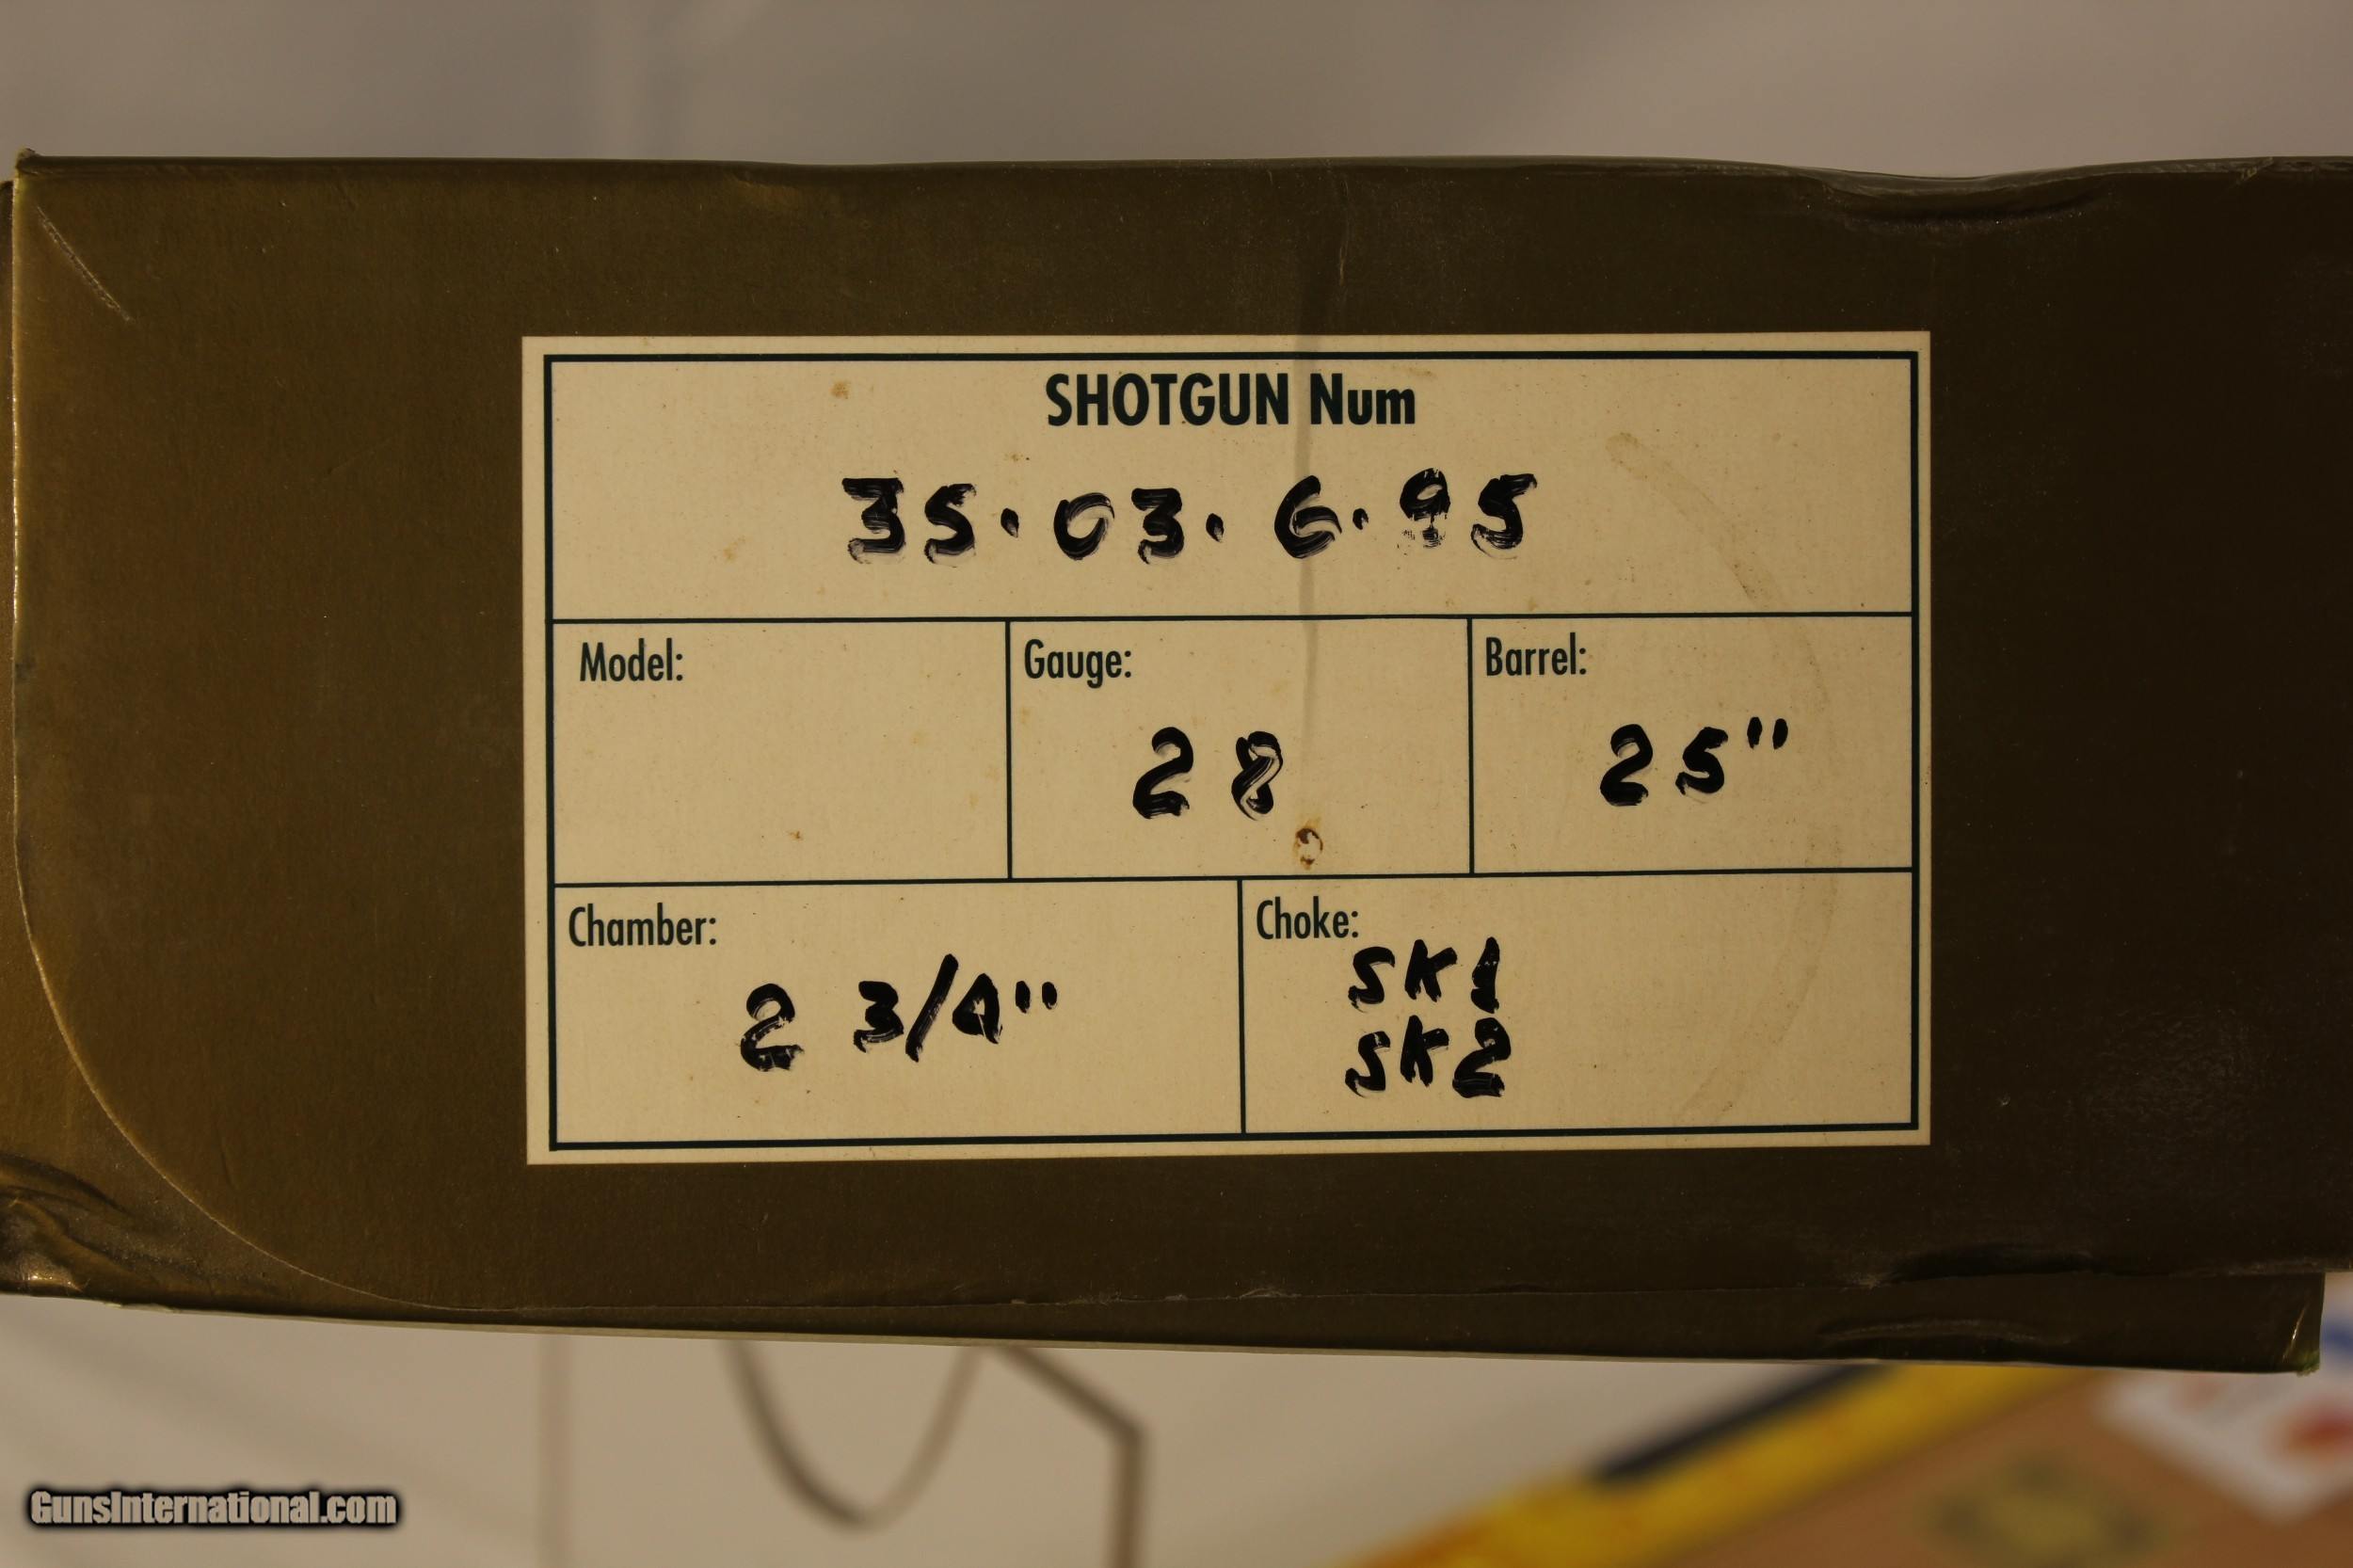 SHOTGUN Num
35.03.6.95
Model:
Gauge:
28
Barrel:
25"
Chamber:
2 3/4"
Choke:
SK1
SK2
GunsInternational.com